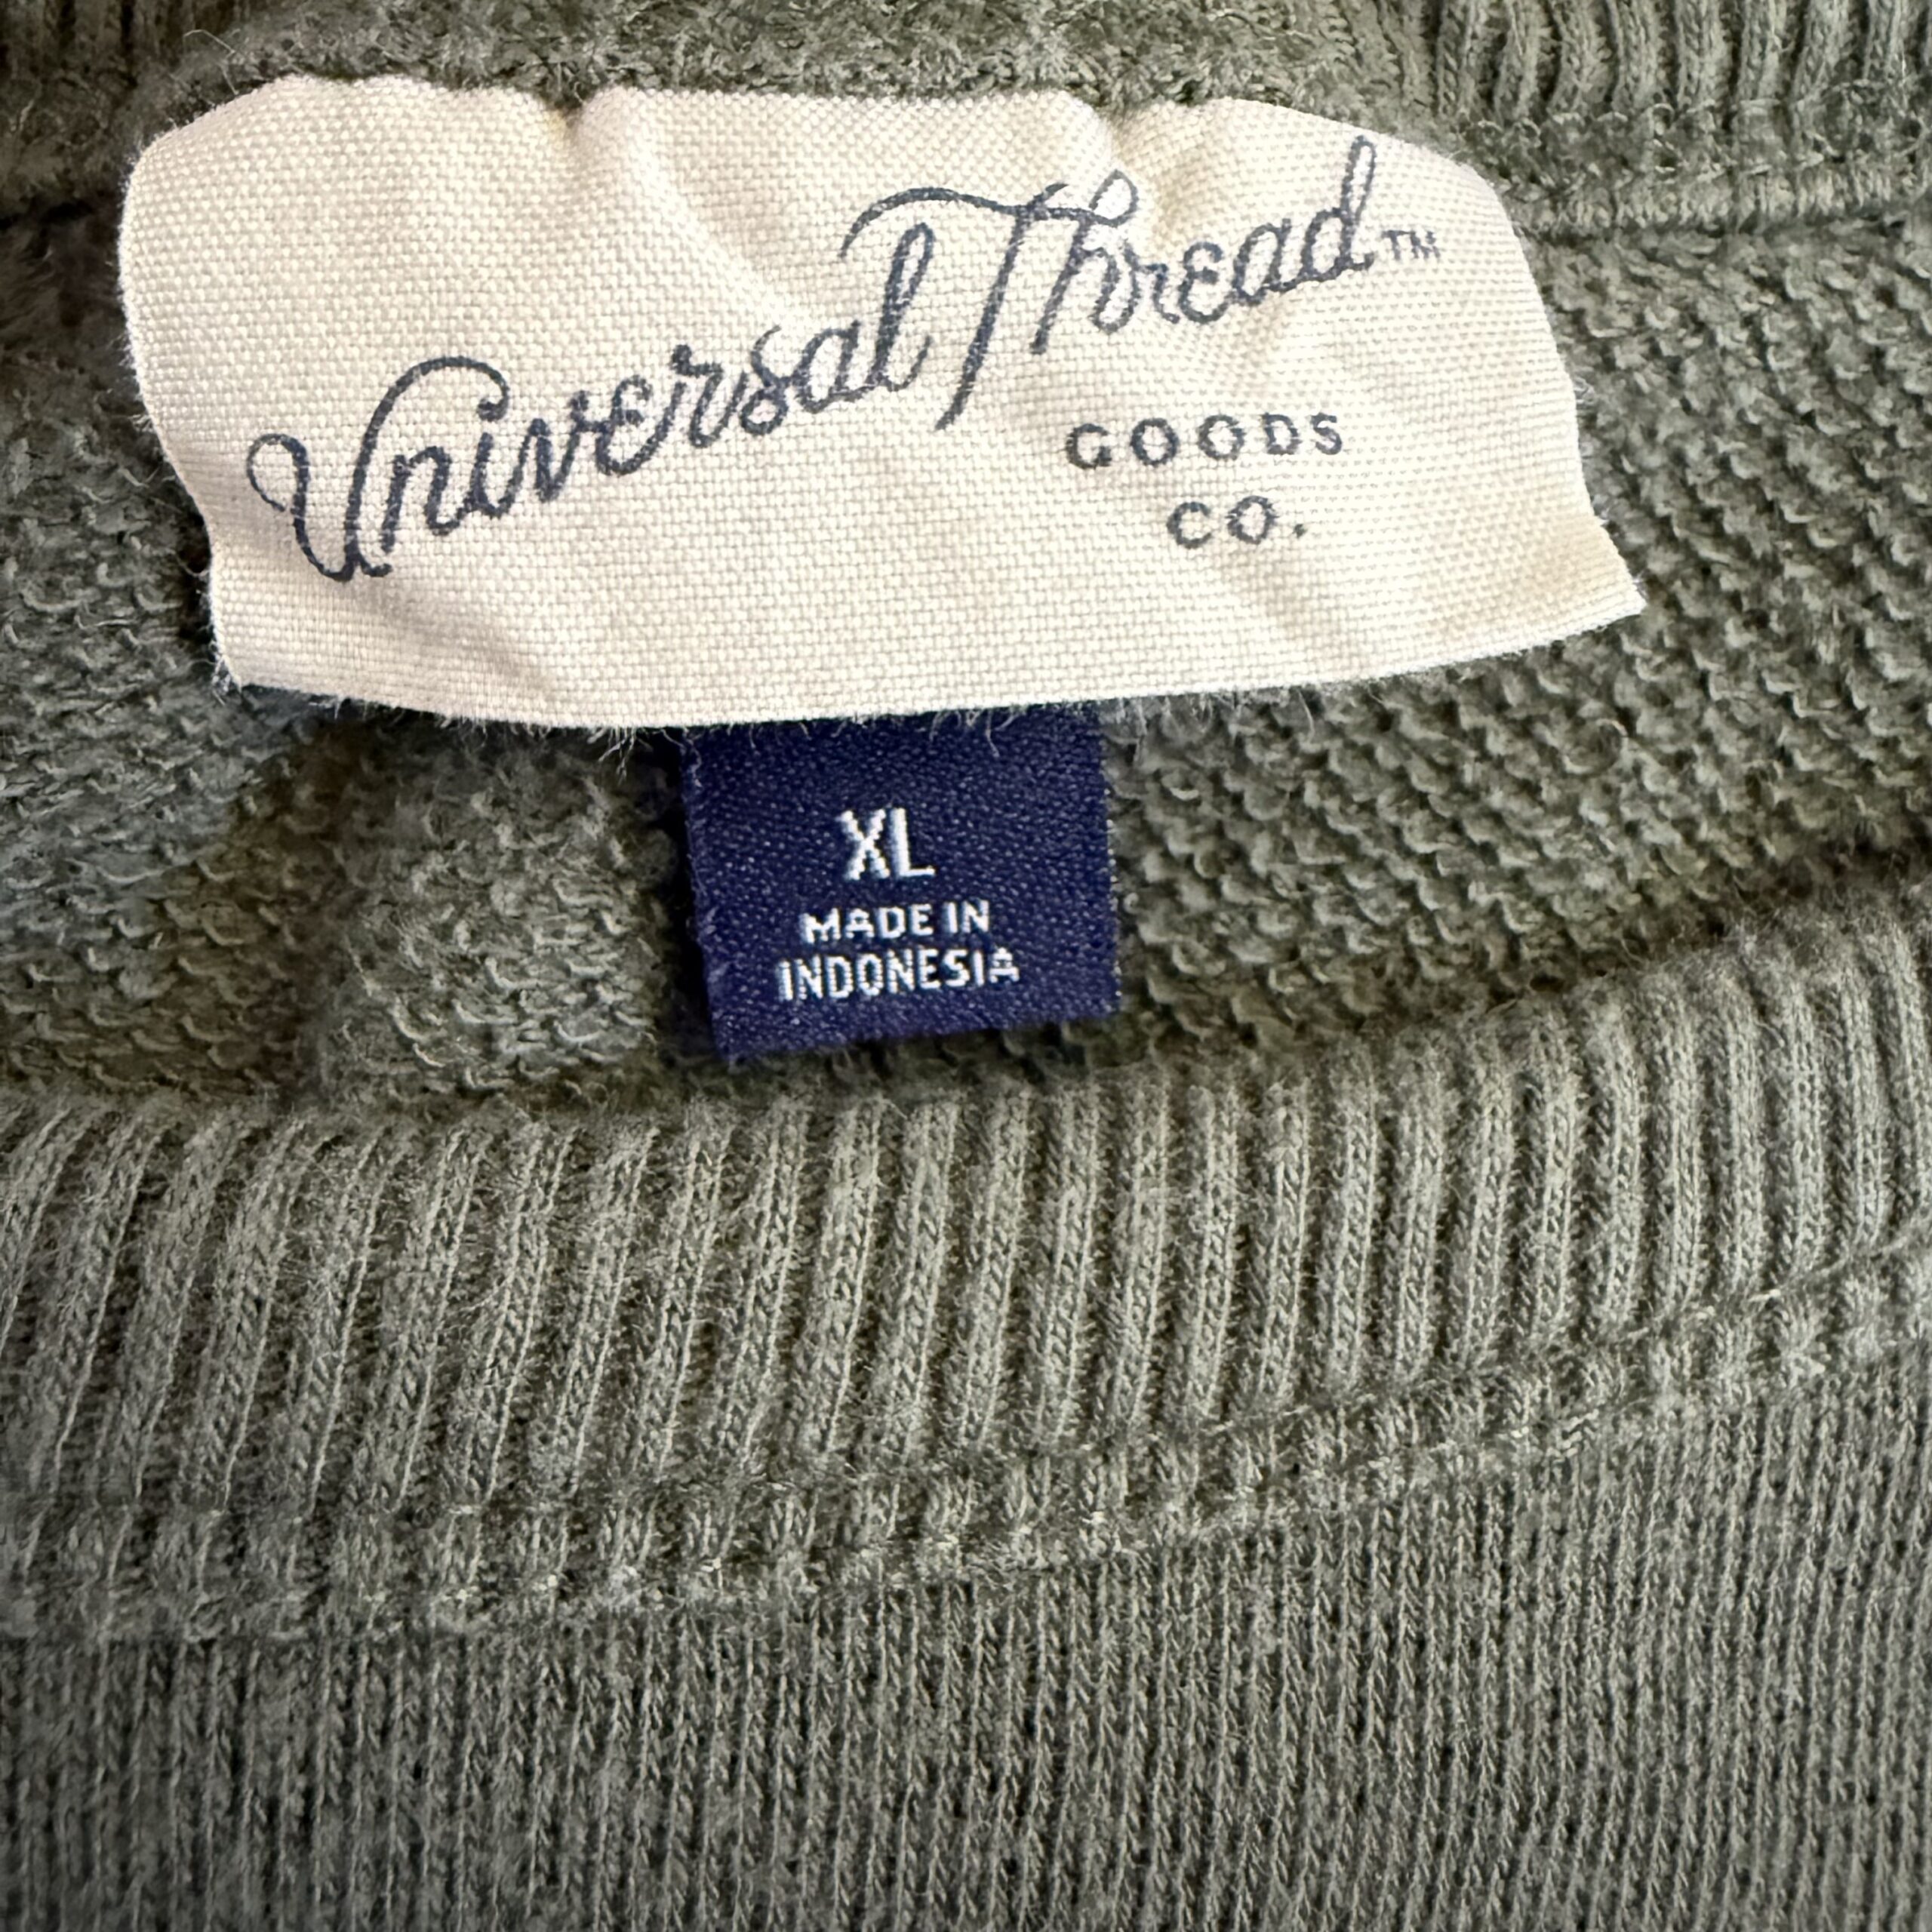 Universal Thread™
GOODS
CO.
XL
MADE IN
INDONESIA